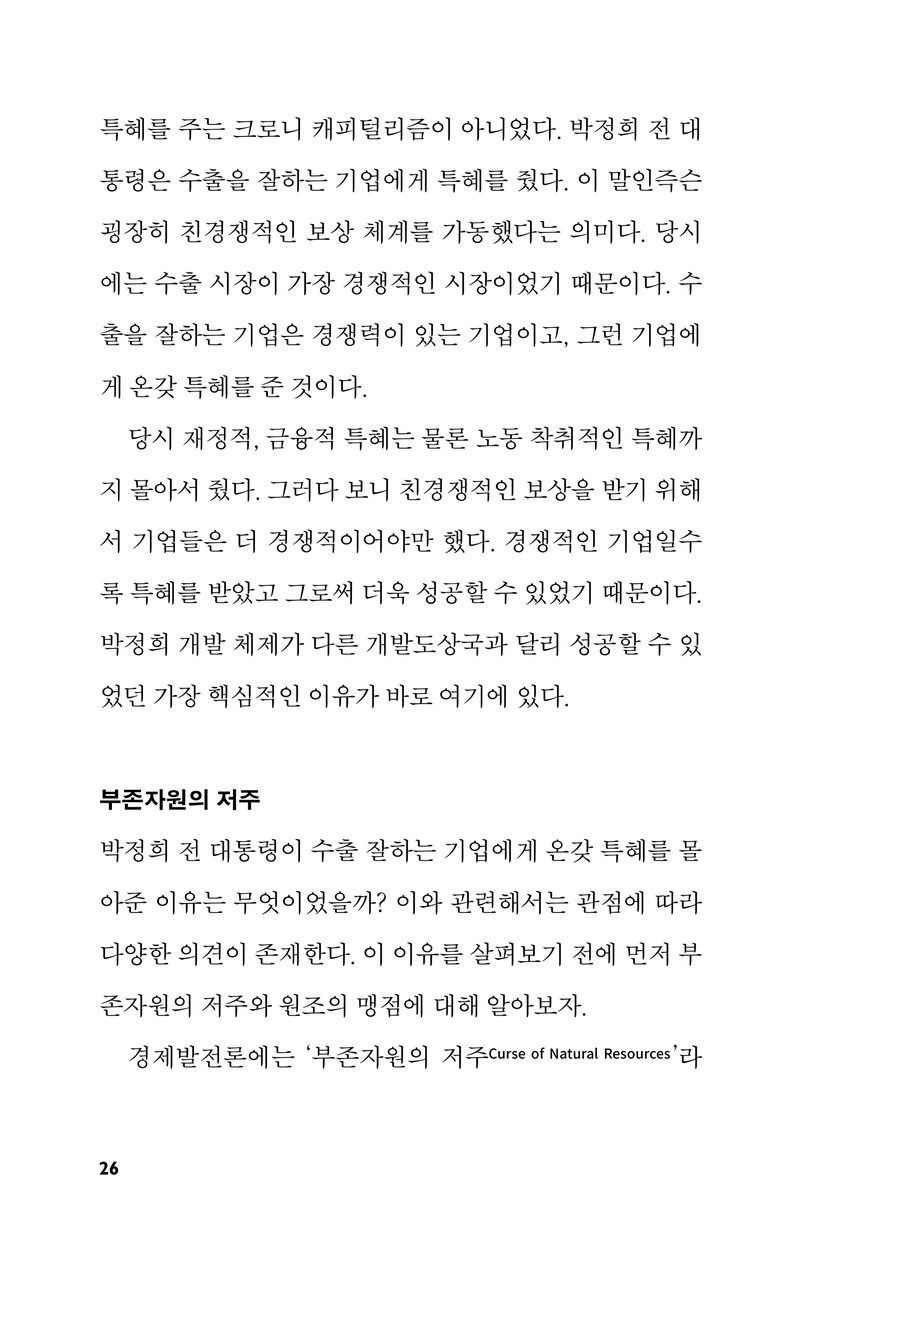 특혜를 주는 크로니 캐피털리즘이 아니었다. 박정희 전 대
통령은 수출을 잘하는 기업에게 특혜를 줬다. 이 말인즉슨
굉장히 친경쟁적인 보상 체계를 가동했다는 의미다. 당시
에는 수출 시장이 가장 경쟁적인 시장이었기 때문이다. 수
출을 잘하는 기업은 경쟁력이 있는 기업이고, 그런 기업에
게 온갖 특혜를 준 것이다.
당시 재정적, 금융적 특혜는 물론 노동 착취적인 특혜까
지 몰아서 줬다. 그러다 보니 친경쟁적인 보상을 받기 위해
서 기업들은 더 경쟁적이어야만 했다. 경쟁적인 기업일수
록 특혜를 받았고 그로써 더욱 성공할 수 있었기 때문이다.
박정희 개발 체제가 다른 개발도상국과 달리 성공할 수 있
었던 가장 핵심적인 이유가 바로 여기에 있다.
부존자원의 저주
박정희 전 대통령이 수출 잘하는 기업에게 온갖 특혜를 몰
아준 이유는 무엇이었을까? 이와 관련해서는 관점에 따라
다양한 의견이 존재한다. 이 이유를 살펴보기 전에 먼저 부
존자원의 저주와 원조의 맹점에 대해 알아보자.
경제발전론에는 ‘부존자원의 저주Curse of Natural Resources’라
26